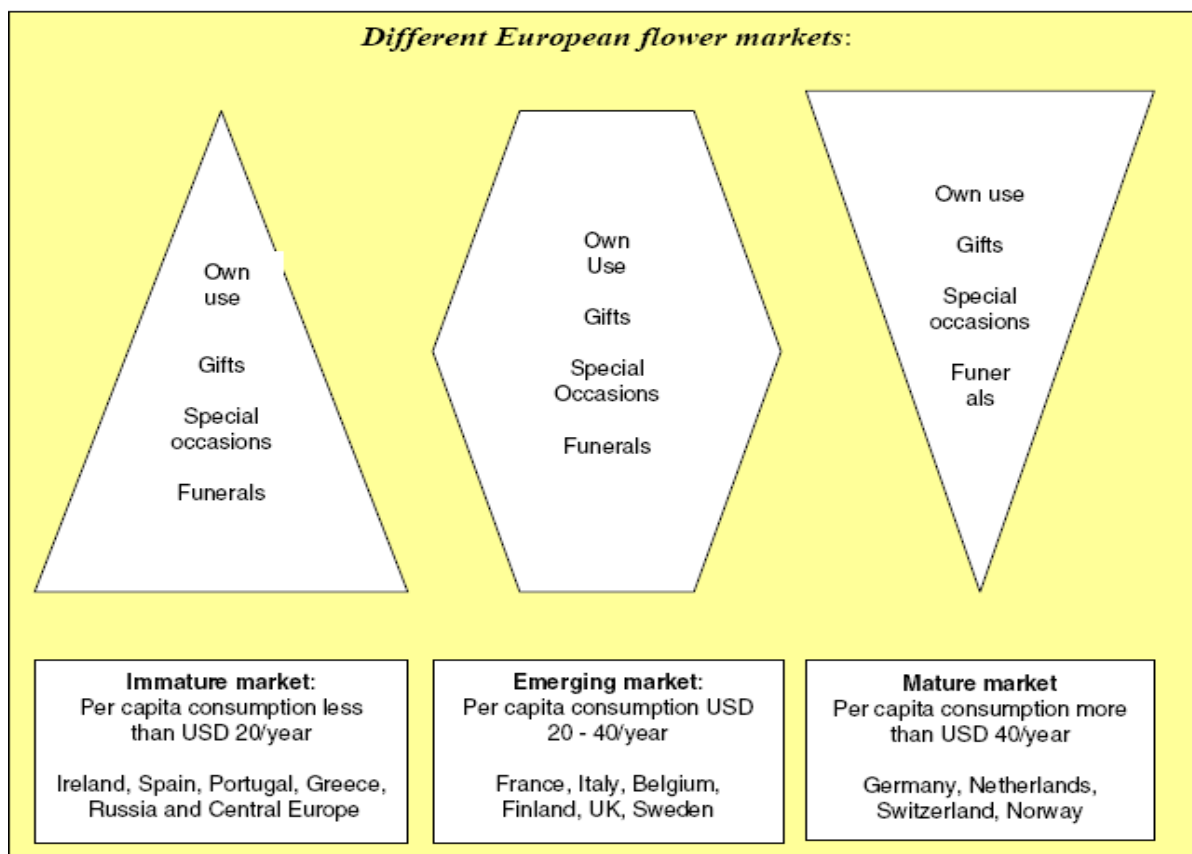 Different European flower markets:
Own
use
Gifts
Special
occasions
Funerals
Own
Use
Gifts
Special
Occasions
Funerals
Own use
Gifts
Special
occasions
Funer
als
Immature market:
Per capita consumption less
than USD 20/year
Ireland, Spain, Portugal, Greece,
Russia and Central Europe
Emerging market:
Per capita consumption USD
20 - 40/year
France, Italy, Belgium,
Finland, UK, Sweden
Mature market
Per capita consumption more
than USD 40/year
Germany, Netherlands,
Switzerland, Norway